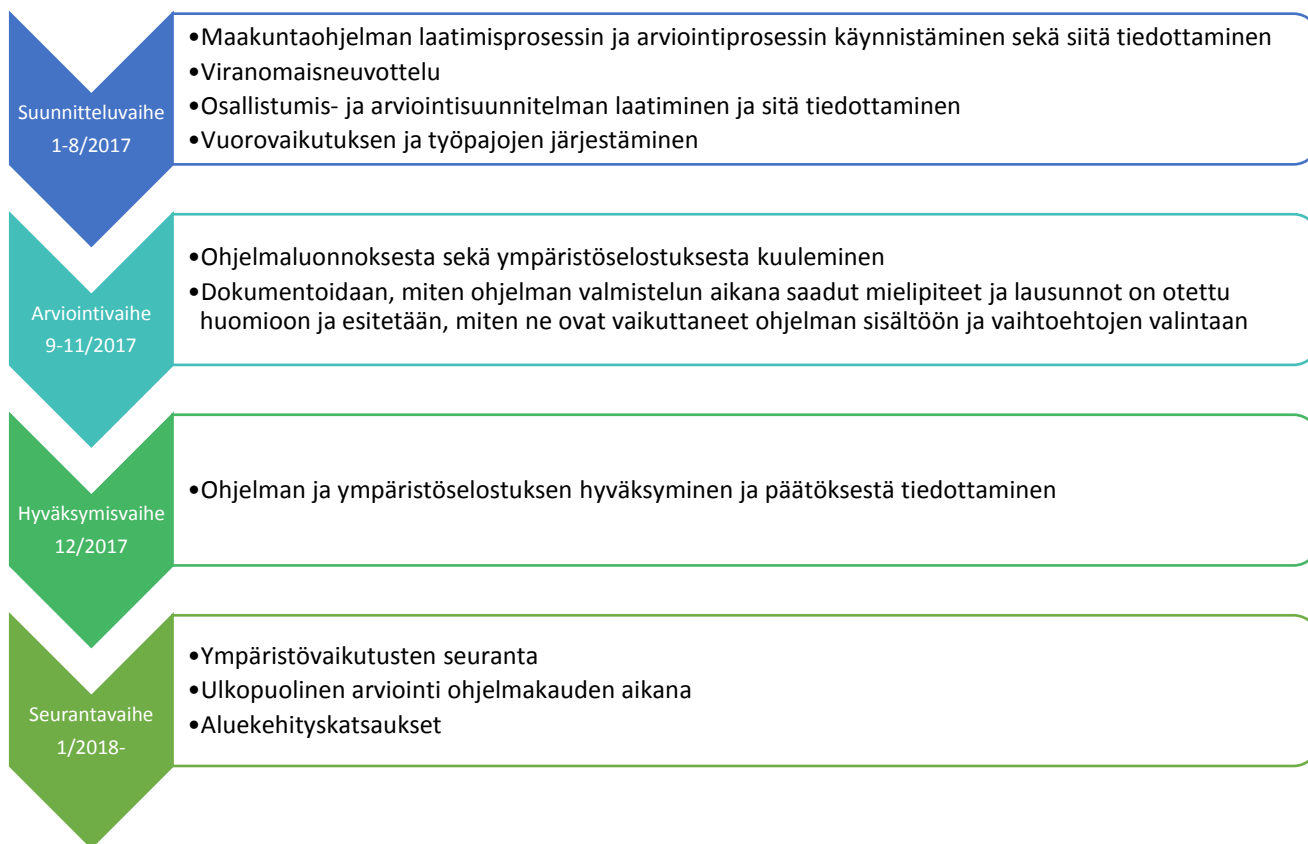 Suunnitteluvaihe
1-8/2017
•Maakuntaohjelman laatimisprosessin ja arviointiprosessin käynnistäminen sekä siitä tiedottaminen
•Viranomaisneuvottelu
•Osallistumis- ja arviointisuunnitelman laatiminen ja sitä tiedottaminen
•Vuorovaikutuksen ja työpajojen järjestäminen
Arviointivaihe
9-11/2017
•Ohjelmaluonnoksesta sekä ympäristöselostuksesta kuuleminen
•Dokumentoidaan, miten ohjelman valmistelun aikana saadut mielipiteet ja lausunnot on otettu
huomioon ja esitetään, miten ne ovat vaikuttaneet ohjelman sisältöön ja vaihtoehtojen valintaan
Hyväksymisvaihe
12/2017
•Ohjelman ja ympäristöselostuksen hyväksyminen ja päätöksestä tiedottaminen
Seurantavaihe
1/2018-
•Ympäristövaikutusten seuranta
•Ulkopuolinen arviointi ohjelmakauden aikana
•Aluekehityskatsaukset